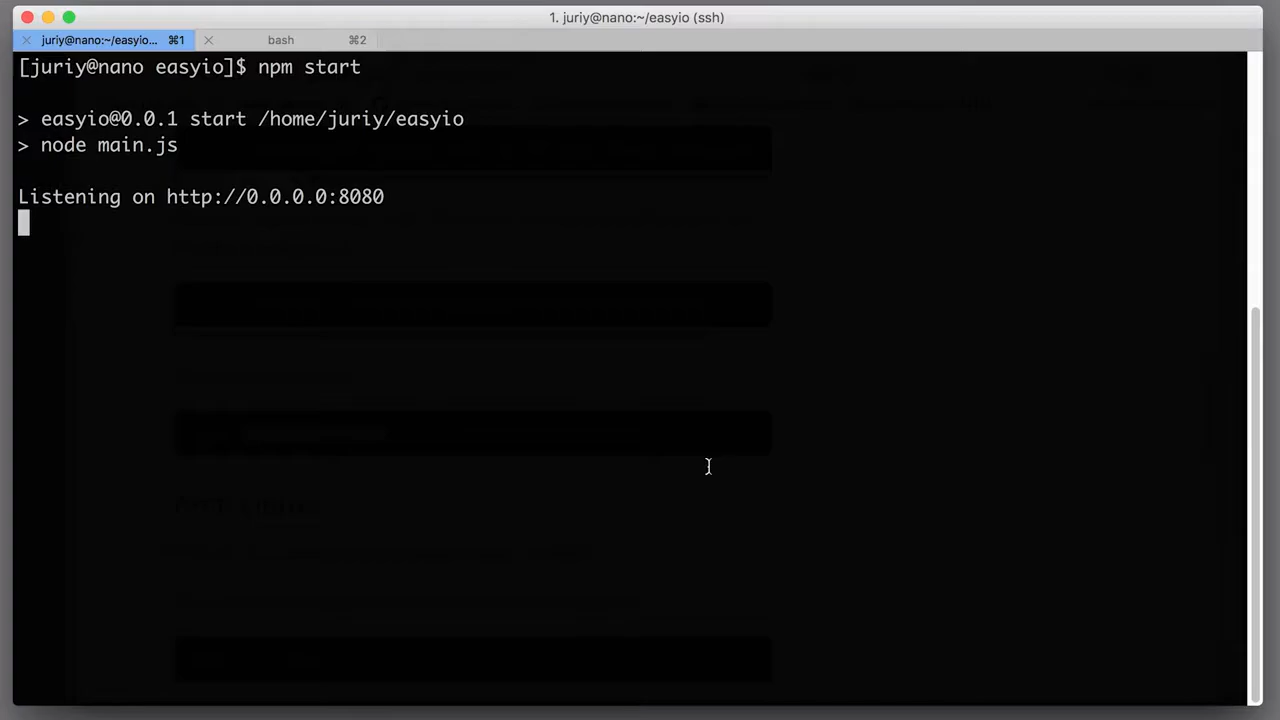 1. juriy@nano:~/easyio (ssh)
juriy@nano:~/easyio... ⌘1 bash ⌘2
[juriy@nano easyio]$ npm start
> easyio@0.0.1 start /home/juriy/easyio
> node main.js
Listening on http://0.0.0.0:8080